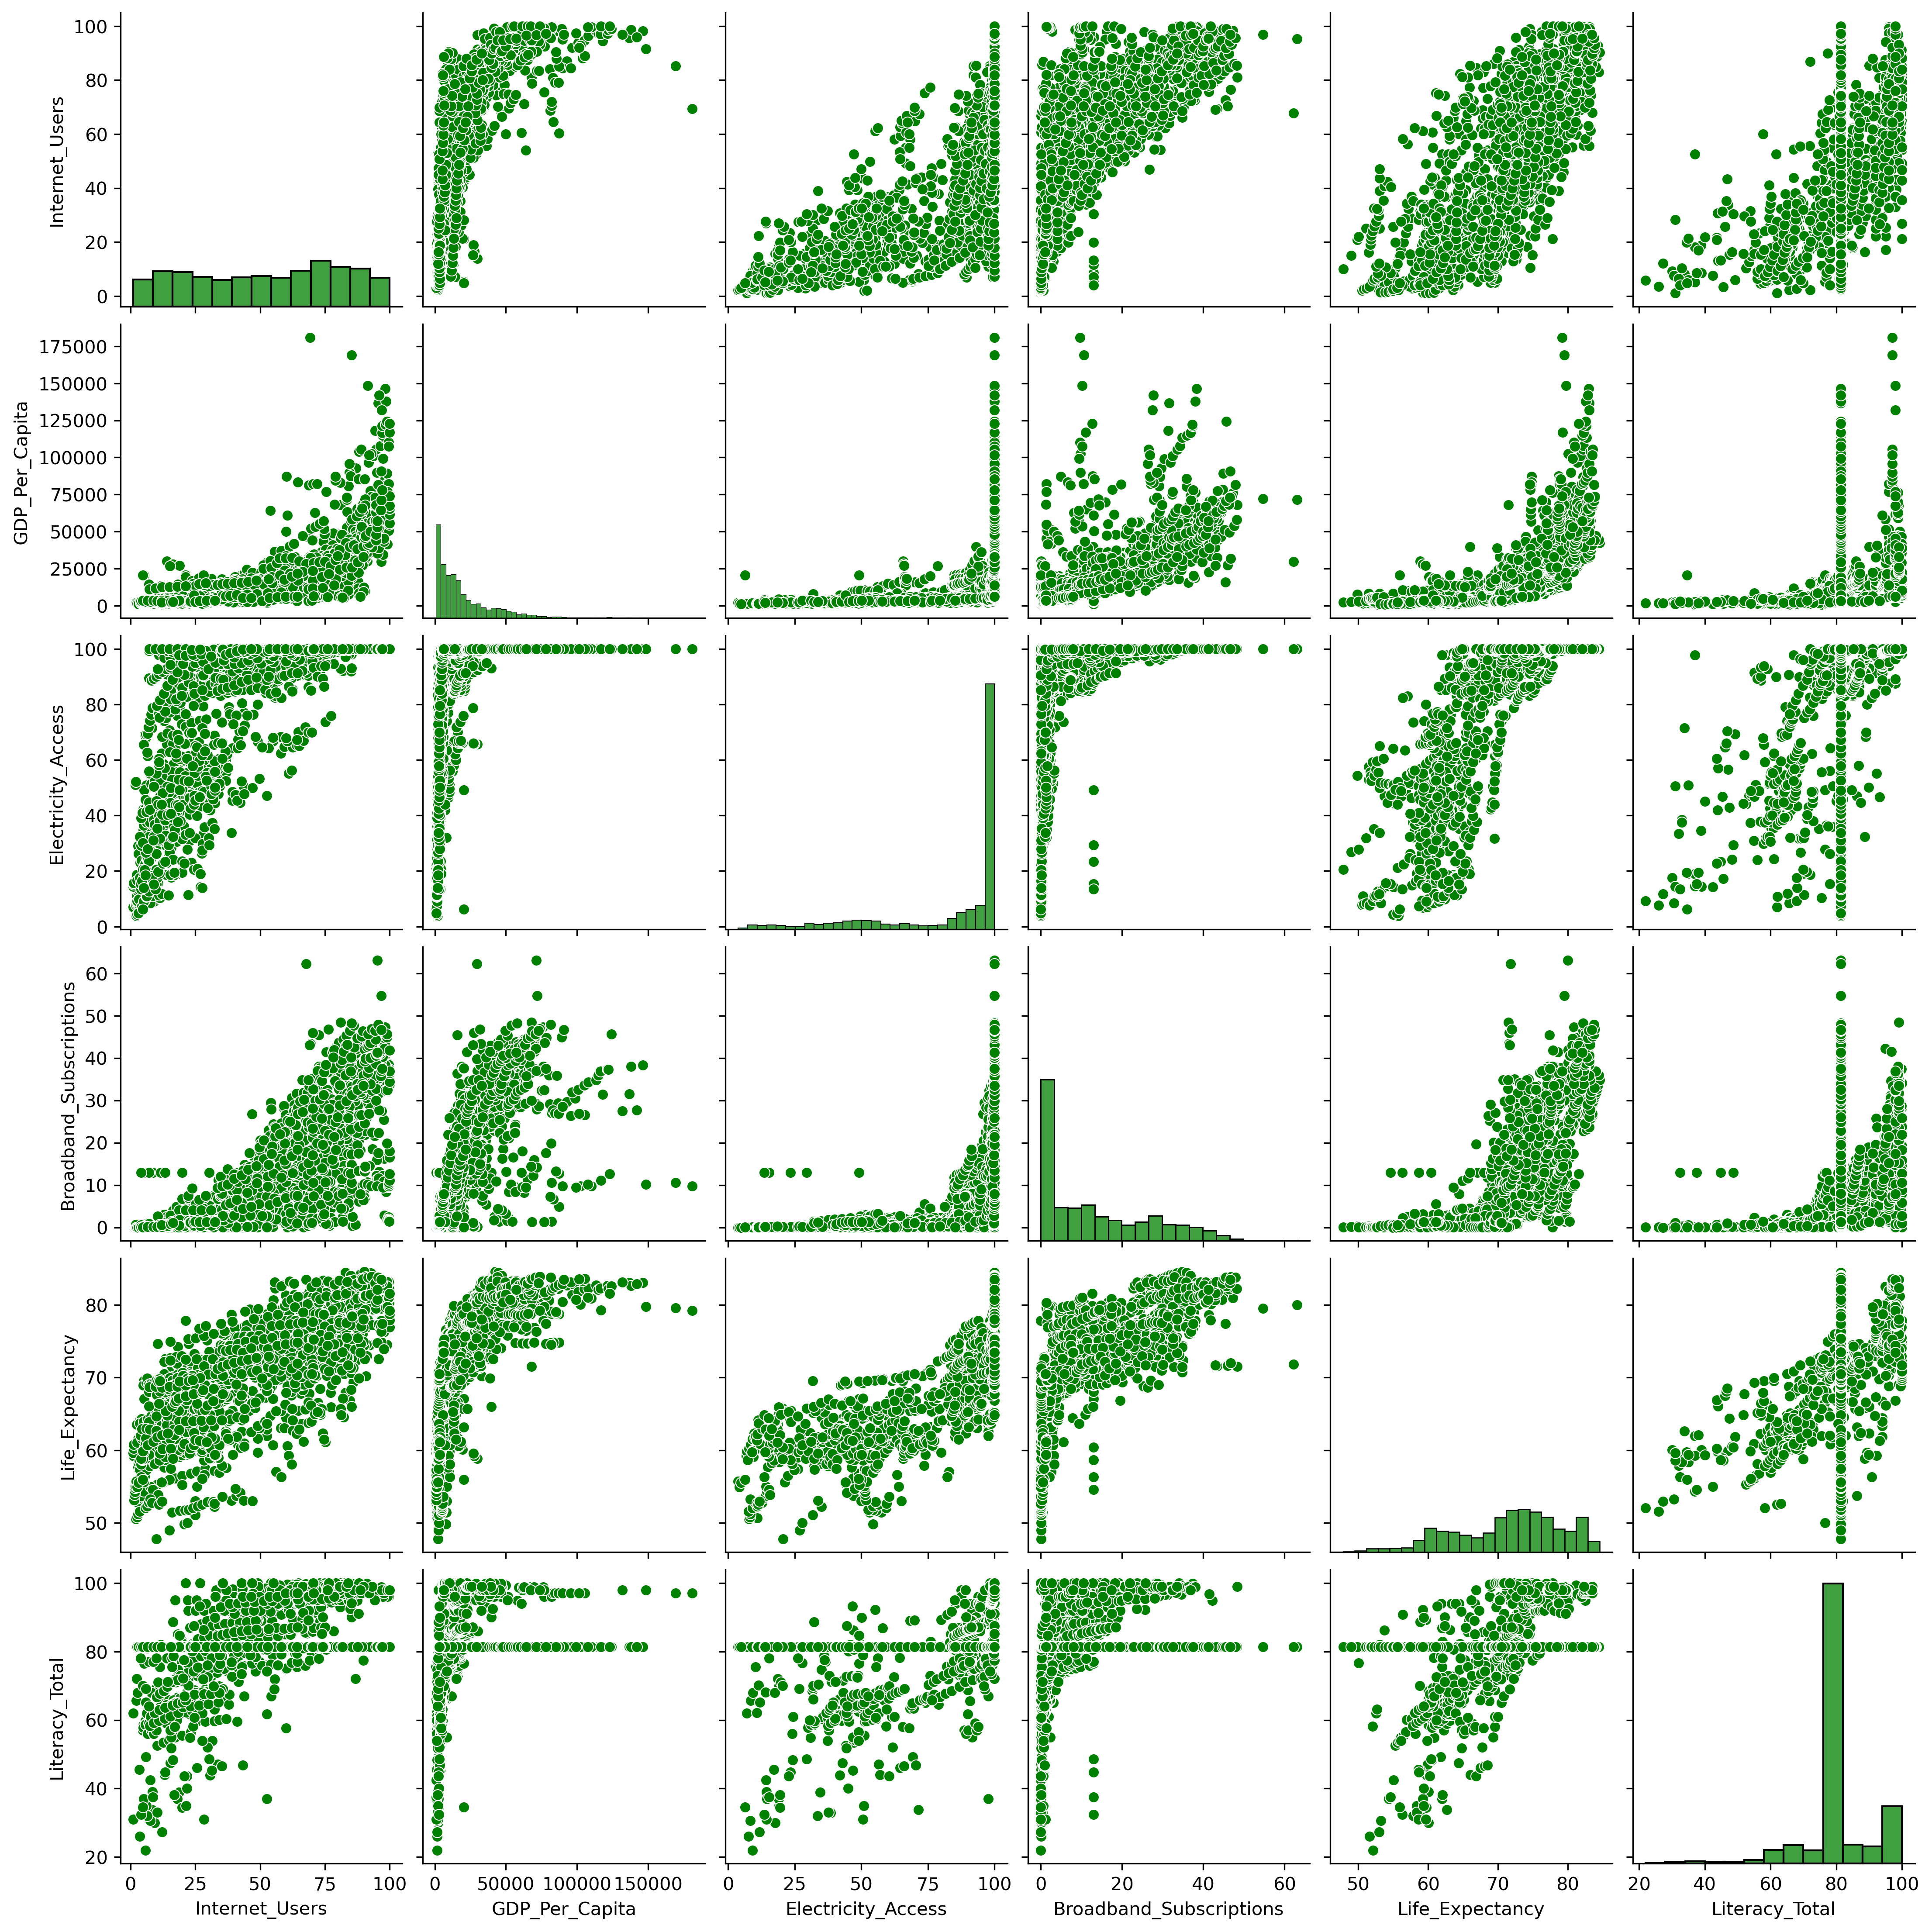 Internet_Users
100
80
60
40
20
0
GDP_Per_Capita
175000
150000
125000
100000
75000
50000
25000
0
Electricity_Access
100
80
60
40
20
0
Broadband_Subscriptions
60
50
40
30
20
10
0
Life_Expectancy
80
70
60
50
Literacy_Total
100
80
60
40
20
0 25 50 75 100
0 50000 100000 150000
0 25 50 75 100
0 20 40 60
50 60 70 80
20 40 60 80 100
Internet_Users
GDP_Per_Capita
Electricity_Access
Broadband_Subscriptions
Life_Expectancy
Literacy_Total